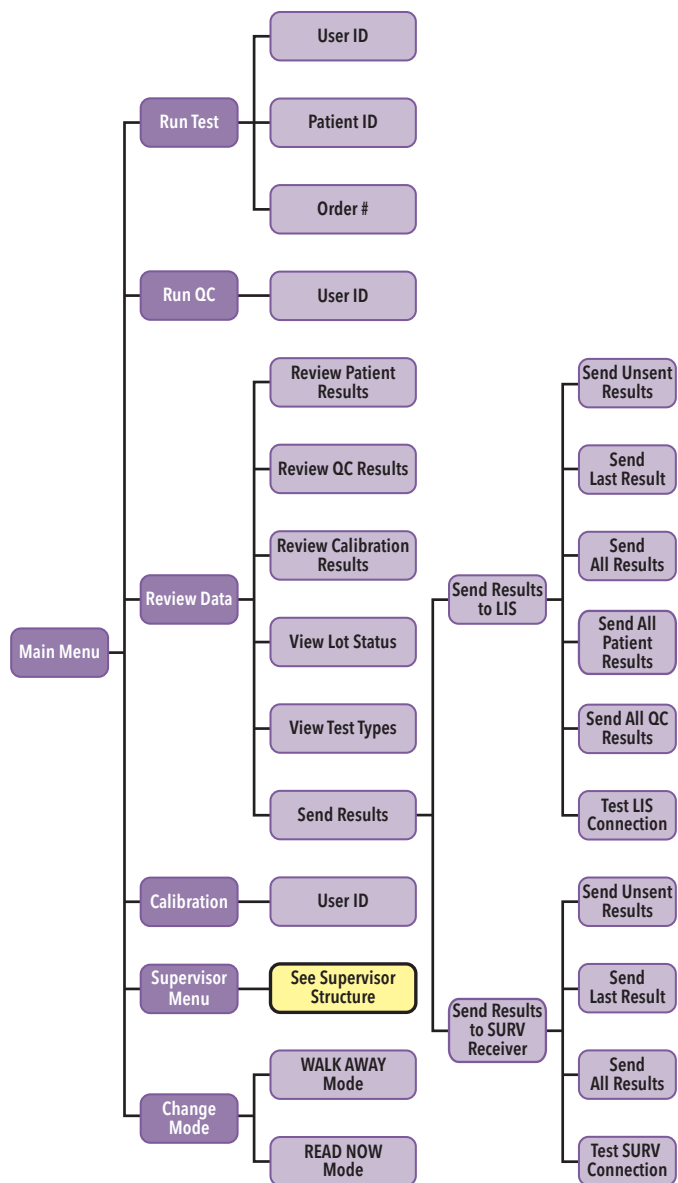 User ID
Run Test
Patient ID
Order #
Run QC
User ID
Review Patient
Results
Review QC Results
Review Calibration
Results
Review Data
View Lot Status
View Test Types
Send Results
Main Menu
Send Results
to LIS
Send Unsent
Results
Send
Last Result
Send
All Results
Send All
Patient
Results
Send All QC
Results
Test LIS
Connection
Send Results
to SURV
Receiver
Send Unsent
Results
Send
Last Result
Send
All Results
Test SURV
Connection
Calibration
User ID
Supervisor
Menu
See Supervisor
Structure
Change
Mode
WALK AWAY
Mode
READ NOW
Mode